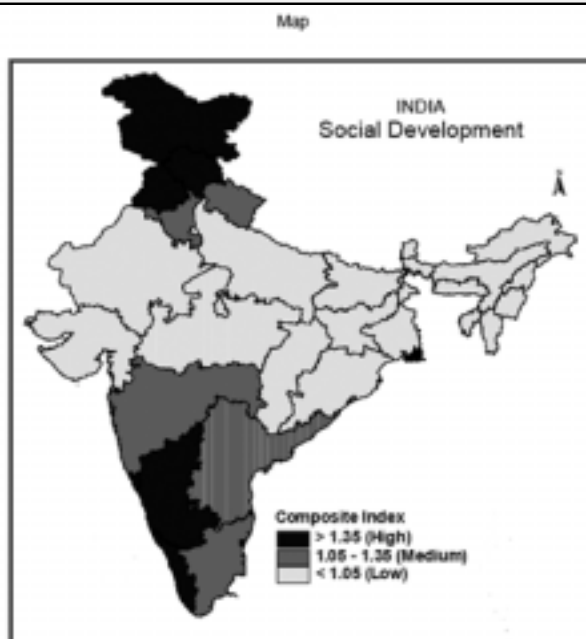 Map
INDIA
Social Development
Composite Index
> 1.35 (High)
1.05 - 1.35 (Medium)
< 1.05 (Low)